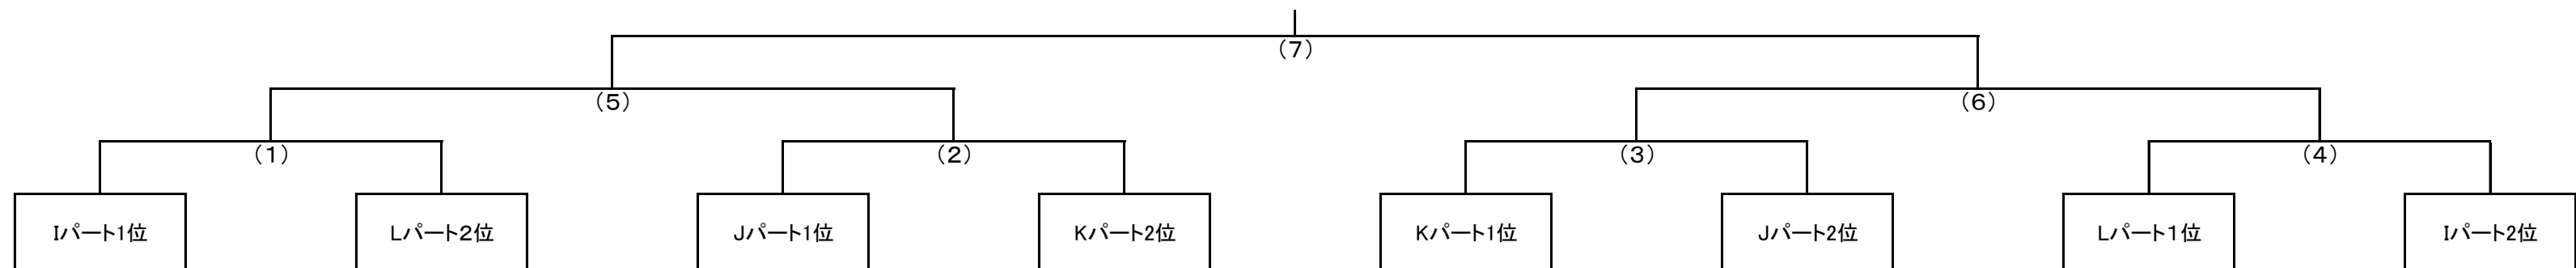 （7）
（5）
（6）
（1）
（2）
（3）
（4）
Iパート1位
Lパート２位
Jパート1位
Kパート2位
Kパート1位
Jパート2位
Lパート１位
Iパート2位